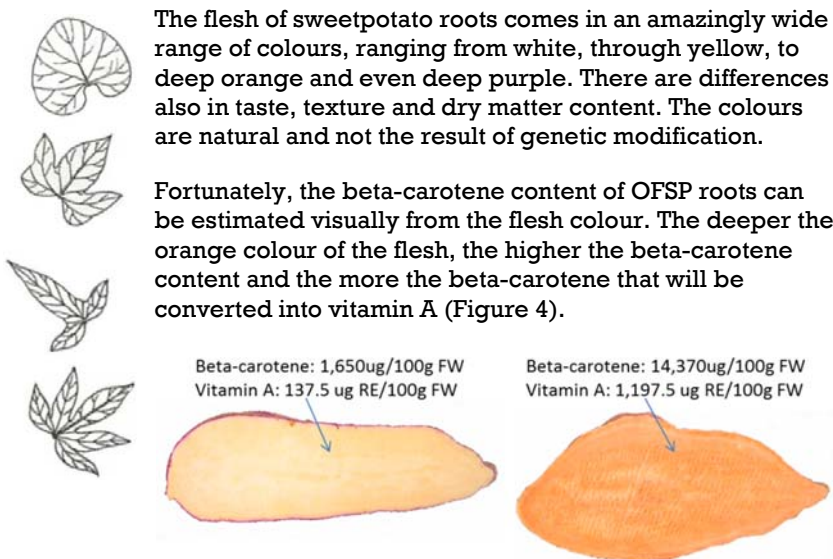 The flesh of sweetpotato roots comes in an amazingly wide
range of colours, ranging from white, through yellow, to
deep orange and even deep purple. There are differences
also in taste, texture and dry matter content. The colours
are natural and not the result of genetic modification.
Fortunately, the beta-carotene content of OFSP roots can
be estimated visually from the flesh colour. The deeper the
orange colour of the flesh, the higher the beta-carotene
content and the more the beta-carotene that will be
converted into vitamin A (Figure 4).
Beta-carotene: 1,650ug/100g FW
Vitamin A: 137.5 ug RE/100g FW
Beta-carotene: 14,370ug/100g FW
Vitamin A: 1,197.5 ug RE/100g FW